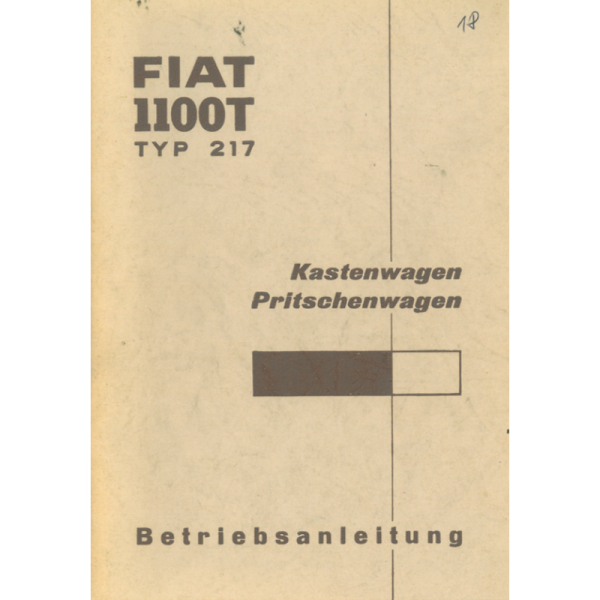 18
FIAT
1100T
TYP 217
Kastenwagen
Pritschenwagen
Betriebsanleitung